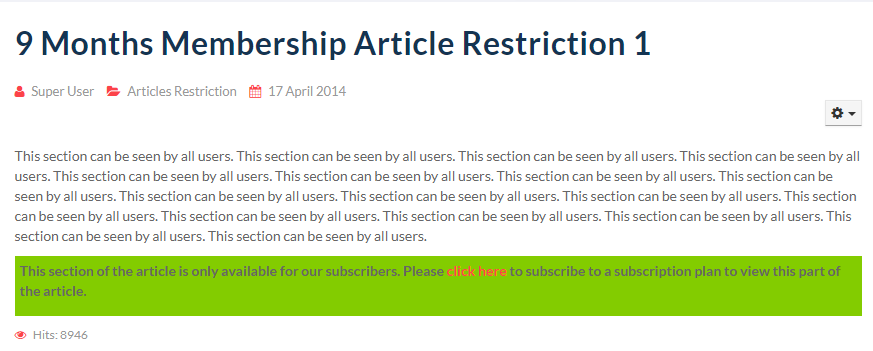 9 Months Membership Article Restriction 1
Super User Articles Restriction 17 April 2014
This section can be seen by all users. This section can be seen by all users. This section can be seen by all users. This section can be seen by all
users. This section can be seen by all users. This section can be seen by all users. This section can be seen by all users. This section can be
seen by all users. This section can be seen by all users. This section can be seen by all users. This section can be seen by all users. This section
can be seen by all users. This section can be seen by all users. This section can be seen by all users. This section can be seen by all users. This
section can be seen by all users. This section can be seen by all users.
This section of the article is only available for our subscribers. Please click here to subscribe to a subscription plan to view this part of
the article.
Hits: 8946